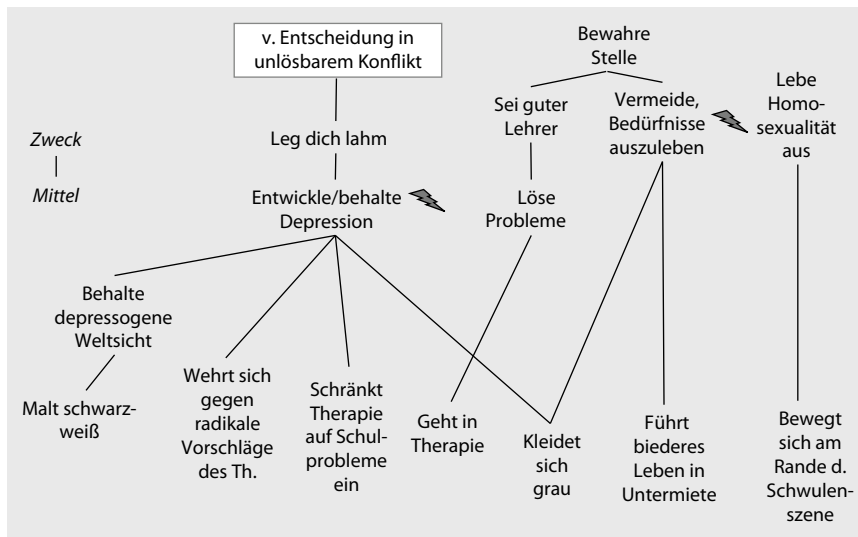 v. Entscheidung in
unlösbarem Konflikt
Bewahre
Stelle
Sei guter
Lehrer
Vermeide,
Bedürfnisse
auszuleben
Lebe
Homo-
sexualität
aus
Zweck
Mittel
Leg dich lahm
Entwickle/behalte
Depression
Löse
Probleme
Behalte
depressogene
Weltsicht
Malt schwarz-
weiß
Wehrt sich
gegen
radikale
Vorschläge
des Th.
Schränkt
Therapie
auf Schul-
probleme
ein
Geht in
Therapie
Kleidet
sich
grau
Führt
biederes
Leben in
Untermiete
Bewegt
sich am
Rande d.
Schwulen-
szene